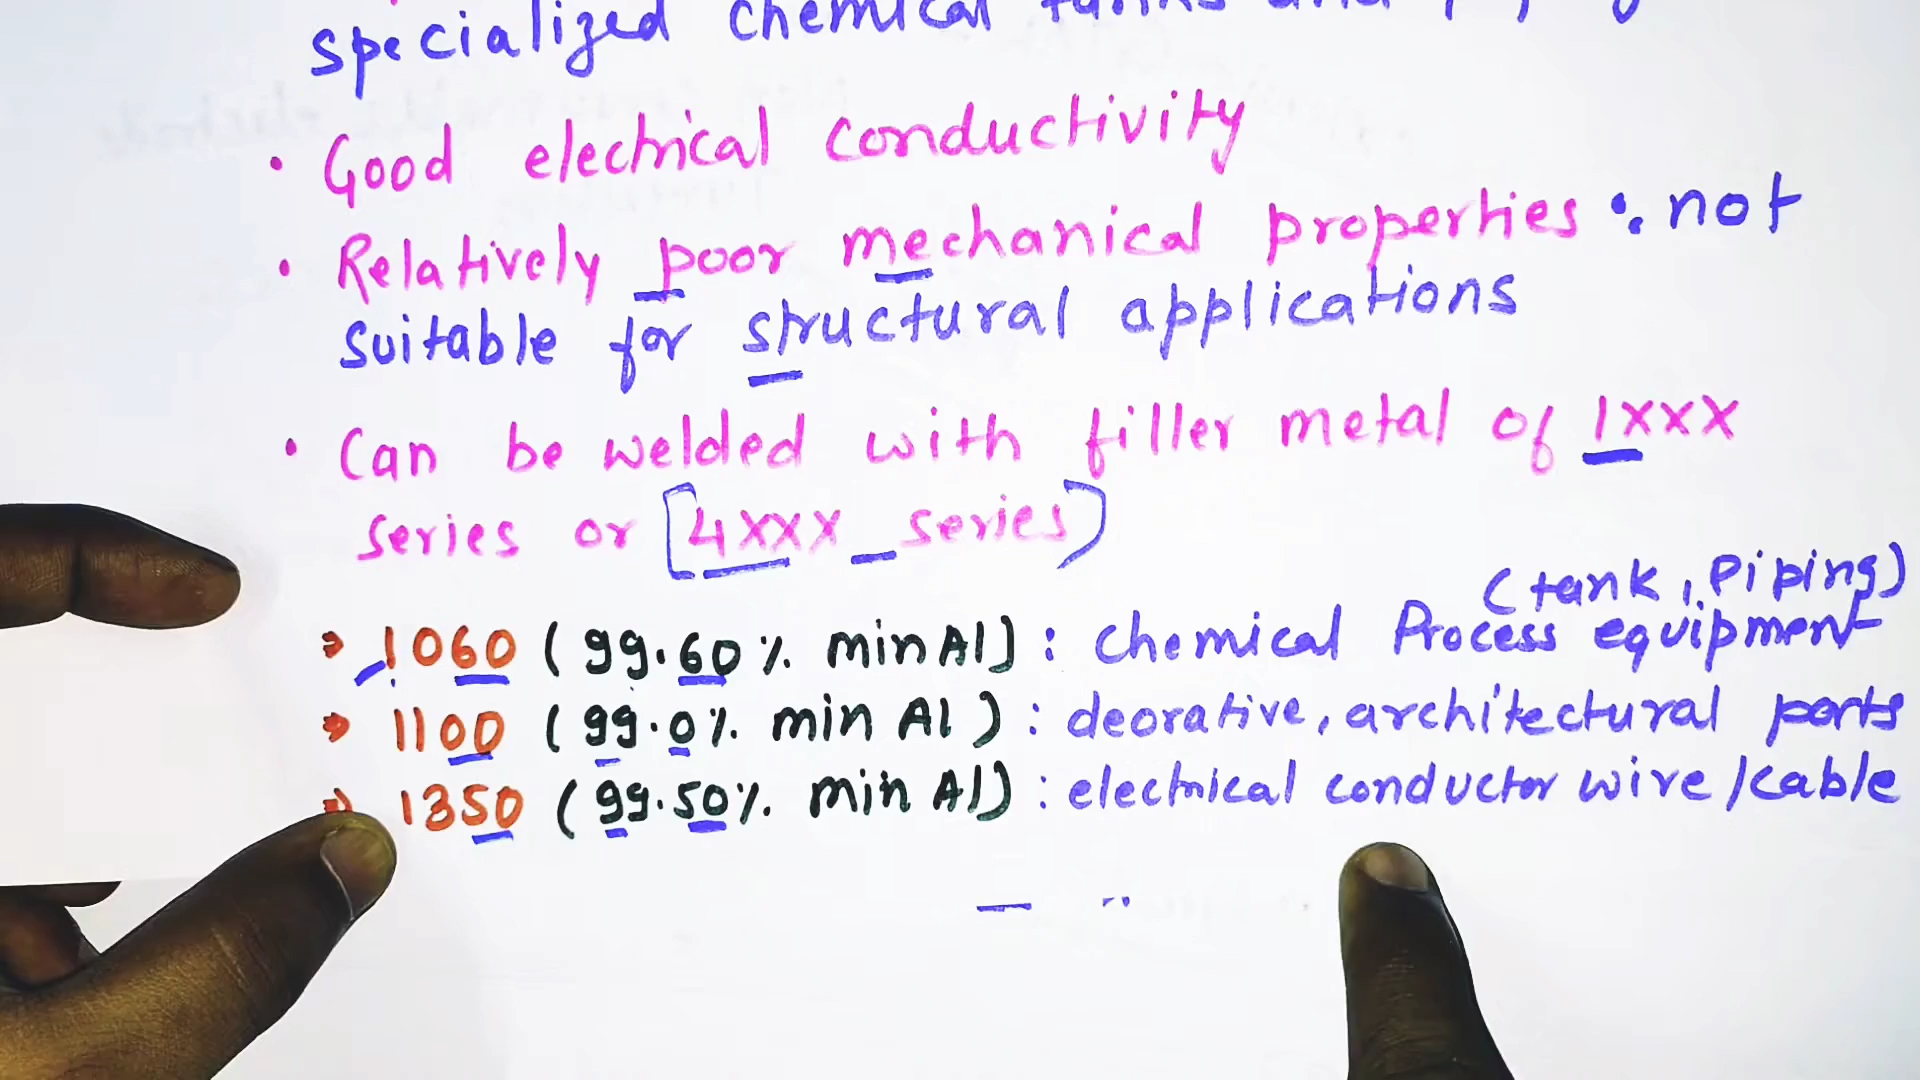 specialized chemical
• Good electrical conductivity
• Relatively poor mechanical properties ∴ not
suitable for structural applications
• Can be welded with filler metal of 1xxx
series or [4xxx series]
(tank, Piping)
→ 1060 (99.60% min Al) : Chemical Process equipment
→ 1100 (99.0% min Al) : deorative, architectural parts
→ 1350 (99.50% min Al) : electrical conductor wire/cable